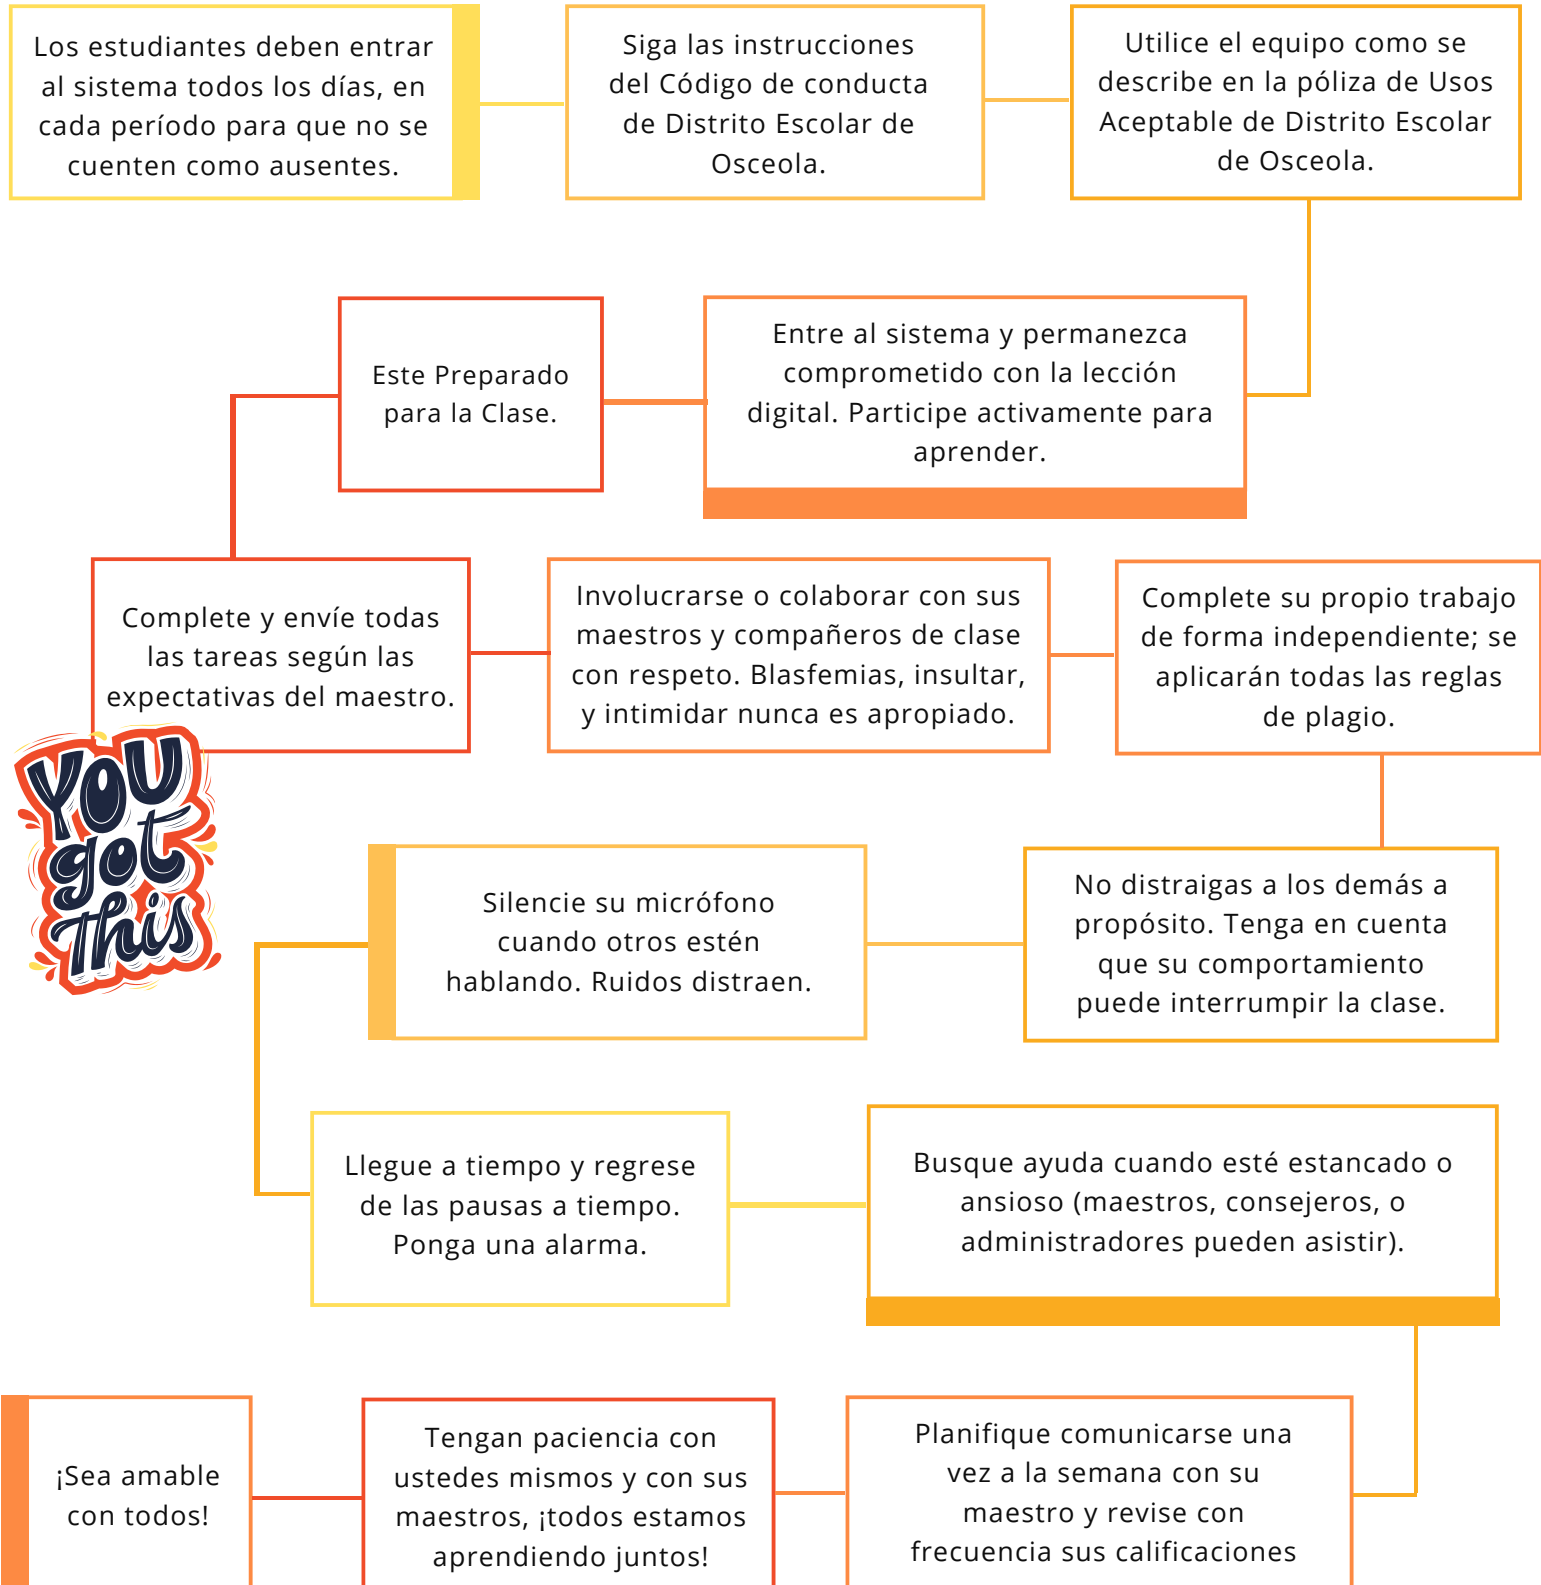 Los estudiantes deben entrar
al sistema todos los días, en
cada período para que no se
cuenten como ausentes.
Siga las instrucciones
del Código de conducta
de Distrito Escolar de
Osceola.
Utilice el equipo como se
describe en la póliza de Usos
Aceptable de Distrito Escolar
de Osceola.
Entre al sistema y permanezca
comprometido con la lección
digital. Participe activamente para
aprender.
Este Preparado
para la Clase.
Complete y envíe todas
las tareas según las
expectativas del maestro.
Involucrarse o colaborar con sus
maestros y compañeros de clase
con respeto. Blasfemias, insultar,
y intimidar nunca es apropiado.
Complete su propio trabajo
de forma independiente; se
aplicarán todas las reglas
de plagio.
YOU
got
this
No distraigas a los demás a
propósito. Tenga en cuenta
que su comportamiento
puede interrumpir la clase.
Silencie su micrófono
cuando otros estén
hablando. Ruidos distraen.
Llegue a tiempo y regrese
de las pausas a tiempo.
Ponga una alarma.
Busque ayuda cuando esté estancado o
ansioso (maestros, consejeros, o
administradores pueden asistir).
Planifique comunicarse una
vez a la semana con su
maestro y revise con
frecuencia sus calificaciones
Tengan paciencia con
ustedes mismos y con sus
maestros, ¡todos estamos
aprendiendo juntos!
¡Sea amable
con todos!